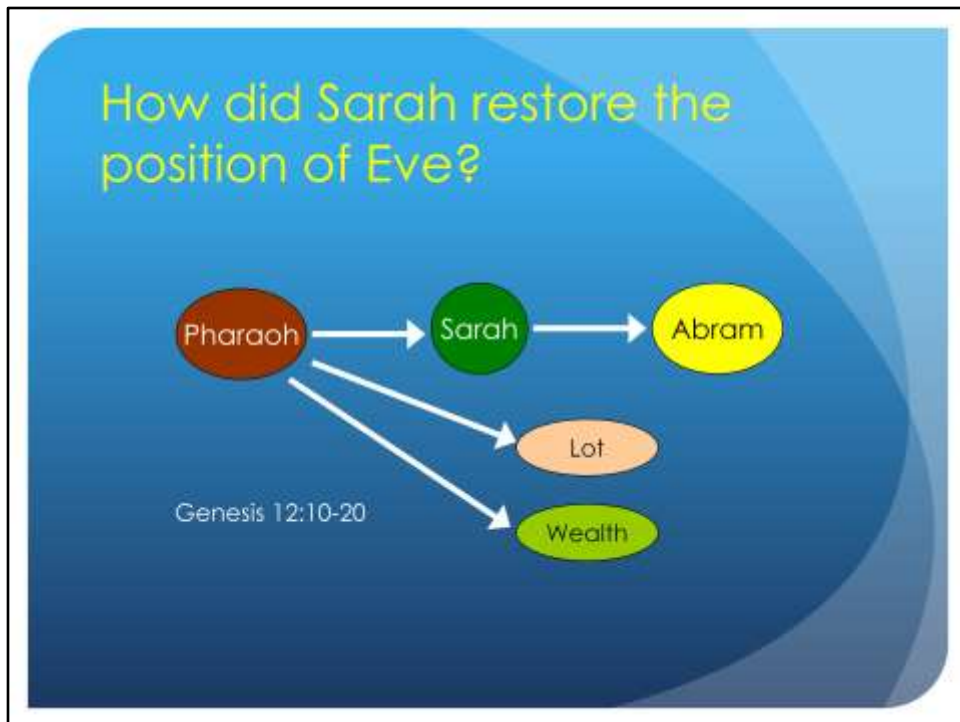 How did Sarah restore the
position of Eve?
Pharaoh
Sarah
Abram
Lot
Genesis 12:10-20
Wealth